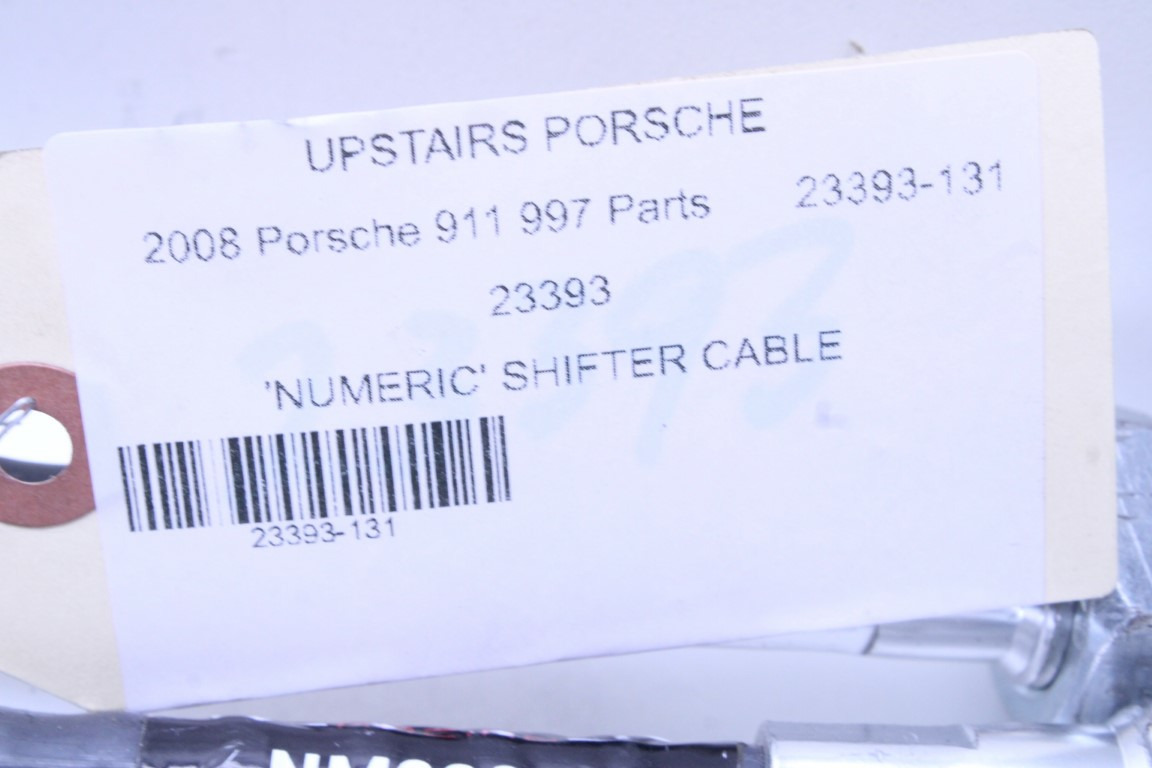 UPSTAIRS PORSCHE
2008 Porsche 911 997 Parts 23393-131
23393
'NUMERIC' SHIFTER CABLE
23393-131